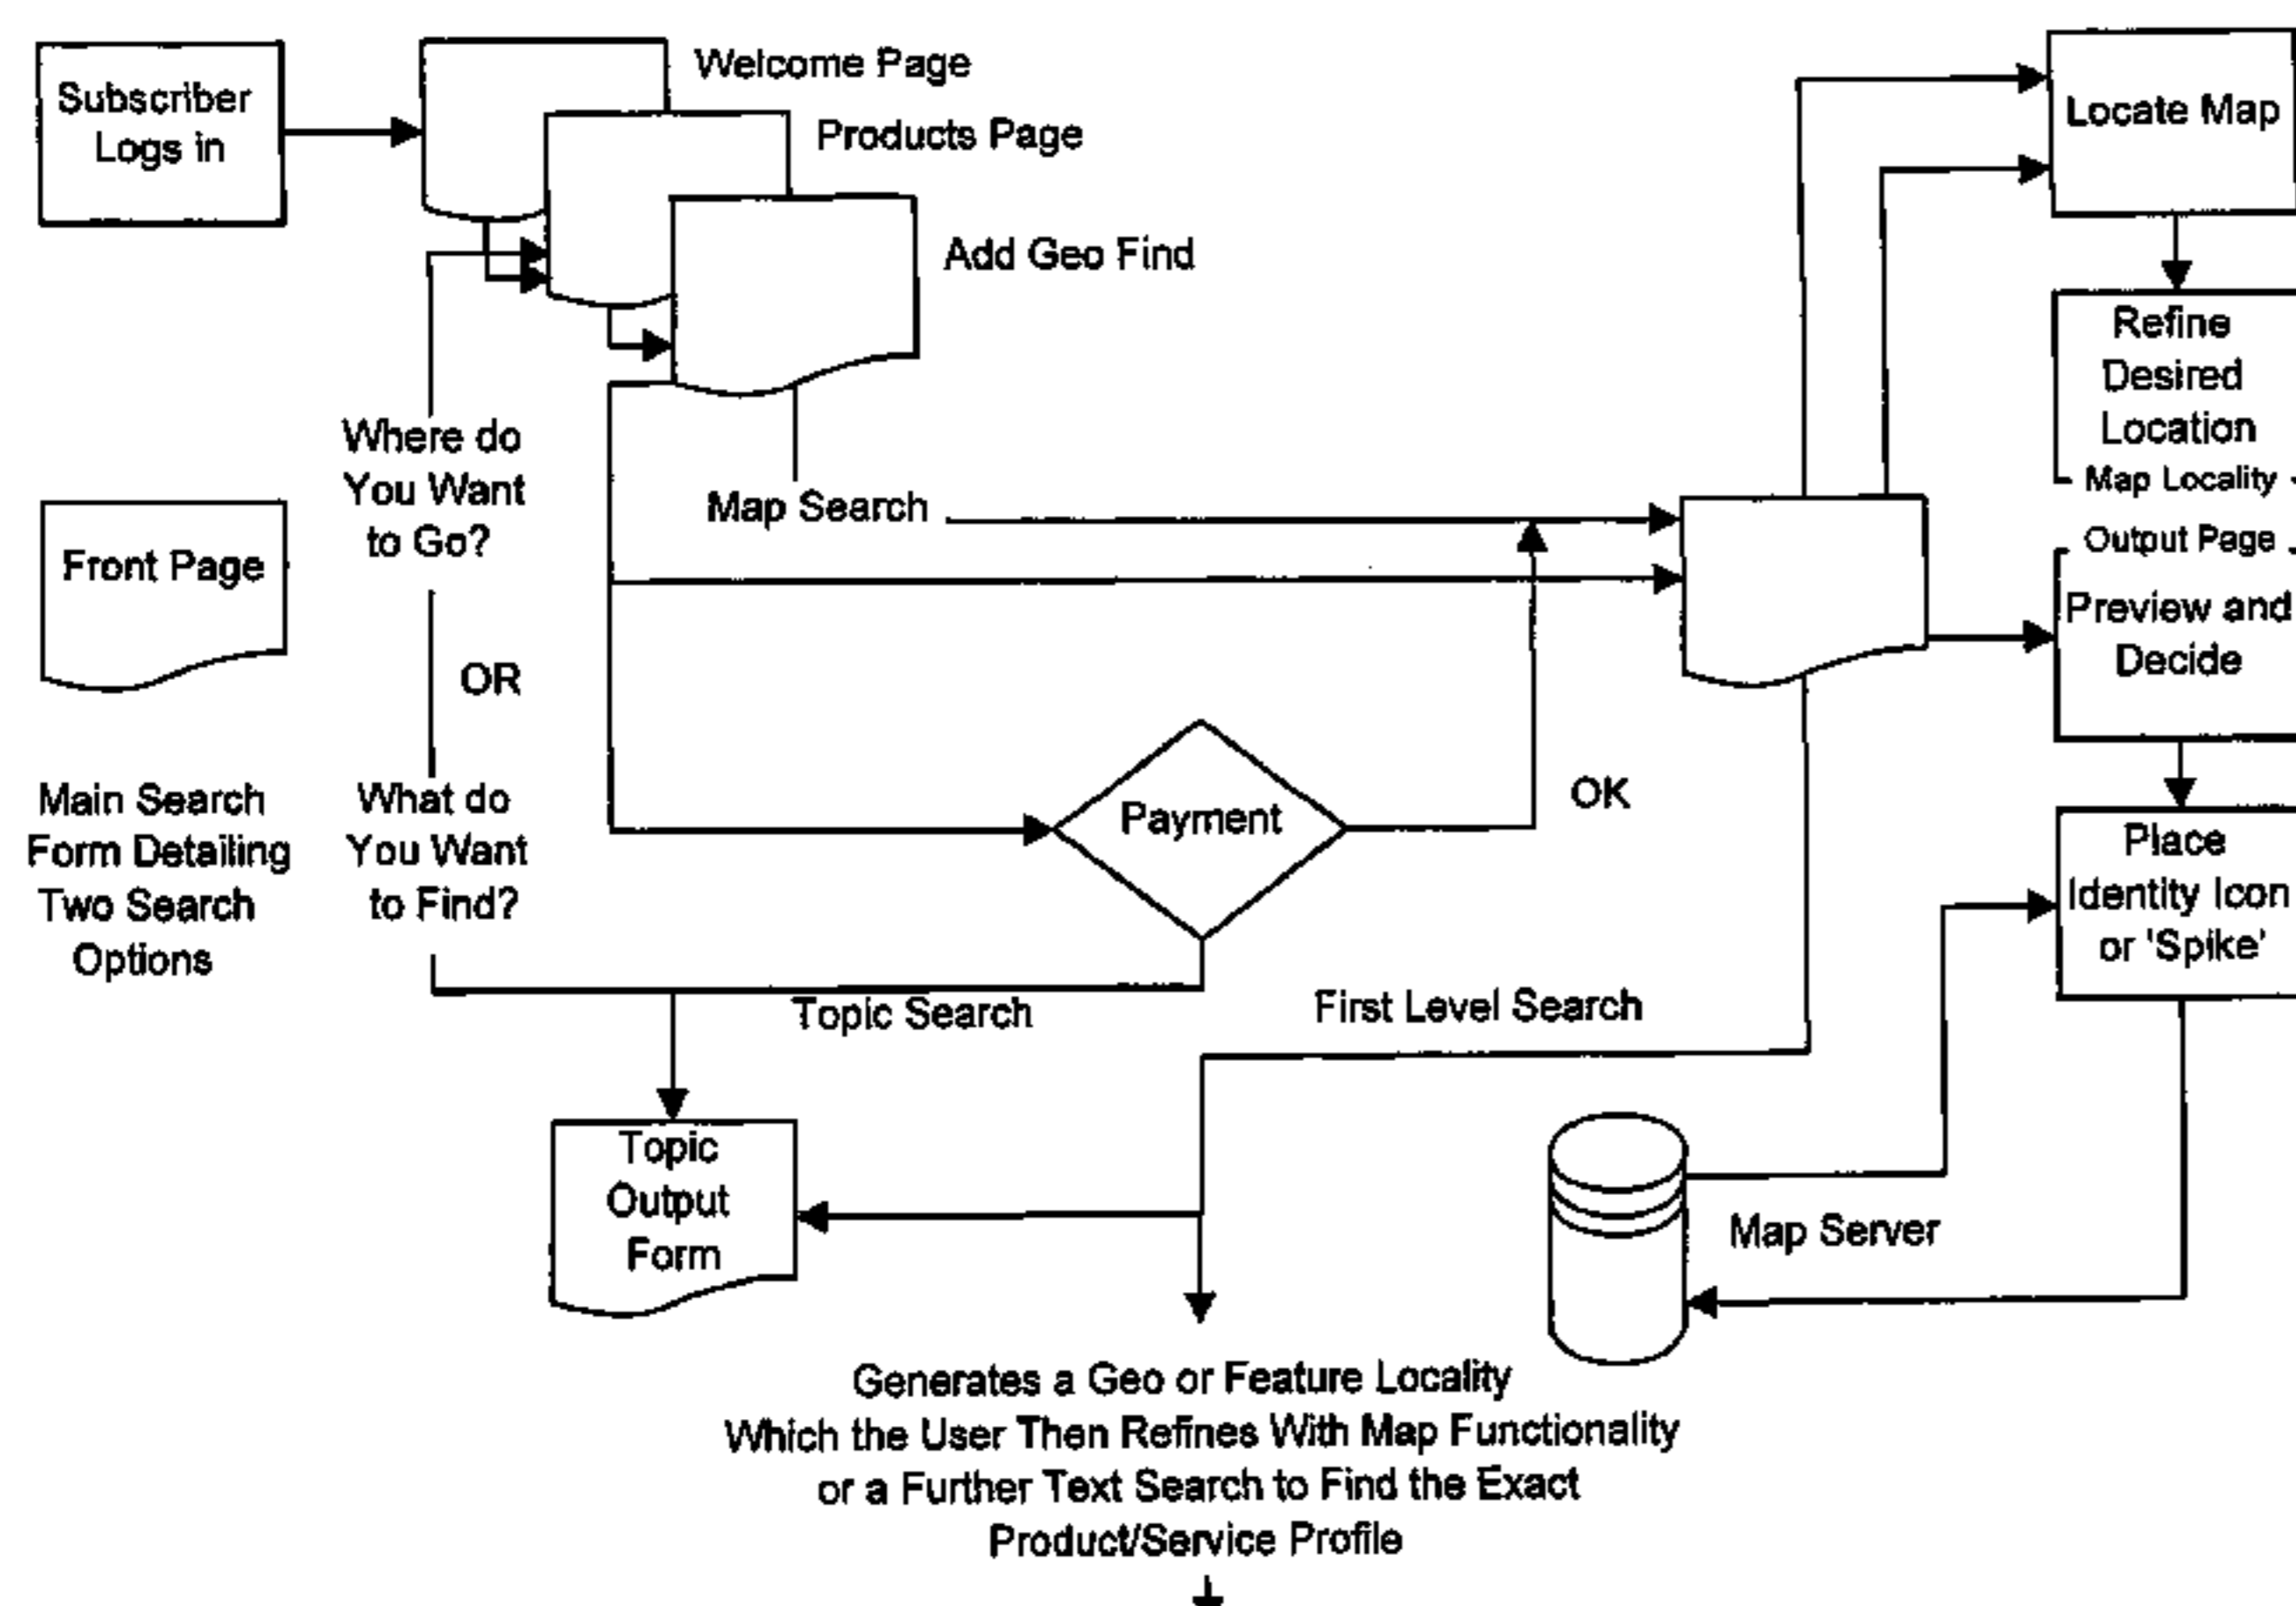 Subscriber
Logs in
Welcome Page
Products Page
Add Geo Find
Locate Map
Refine
Desired
Location
Map Locality
Output Page
Preview and
Decide
Place
Identity Icon
or 'Spike'
Where do
You Want
to Go?
Map Search
Front Page
OR
Main Search
Form Detailing
Two Search
Options
What do
You Want
to Find?
Payment
OK
Topic Search
First Level Search
Topic
Output
Form
Map Server
Generates a Geo or Feature Locality
Which the User Then Refines With Map Functionality
or a Further Text Search to Find the Exact
Product/Service Profile